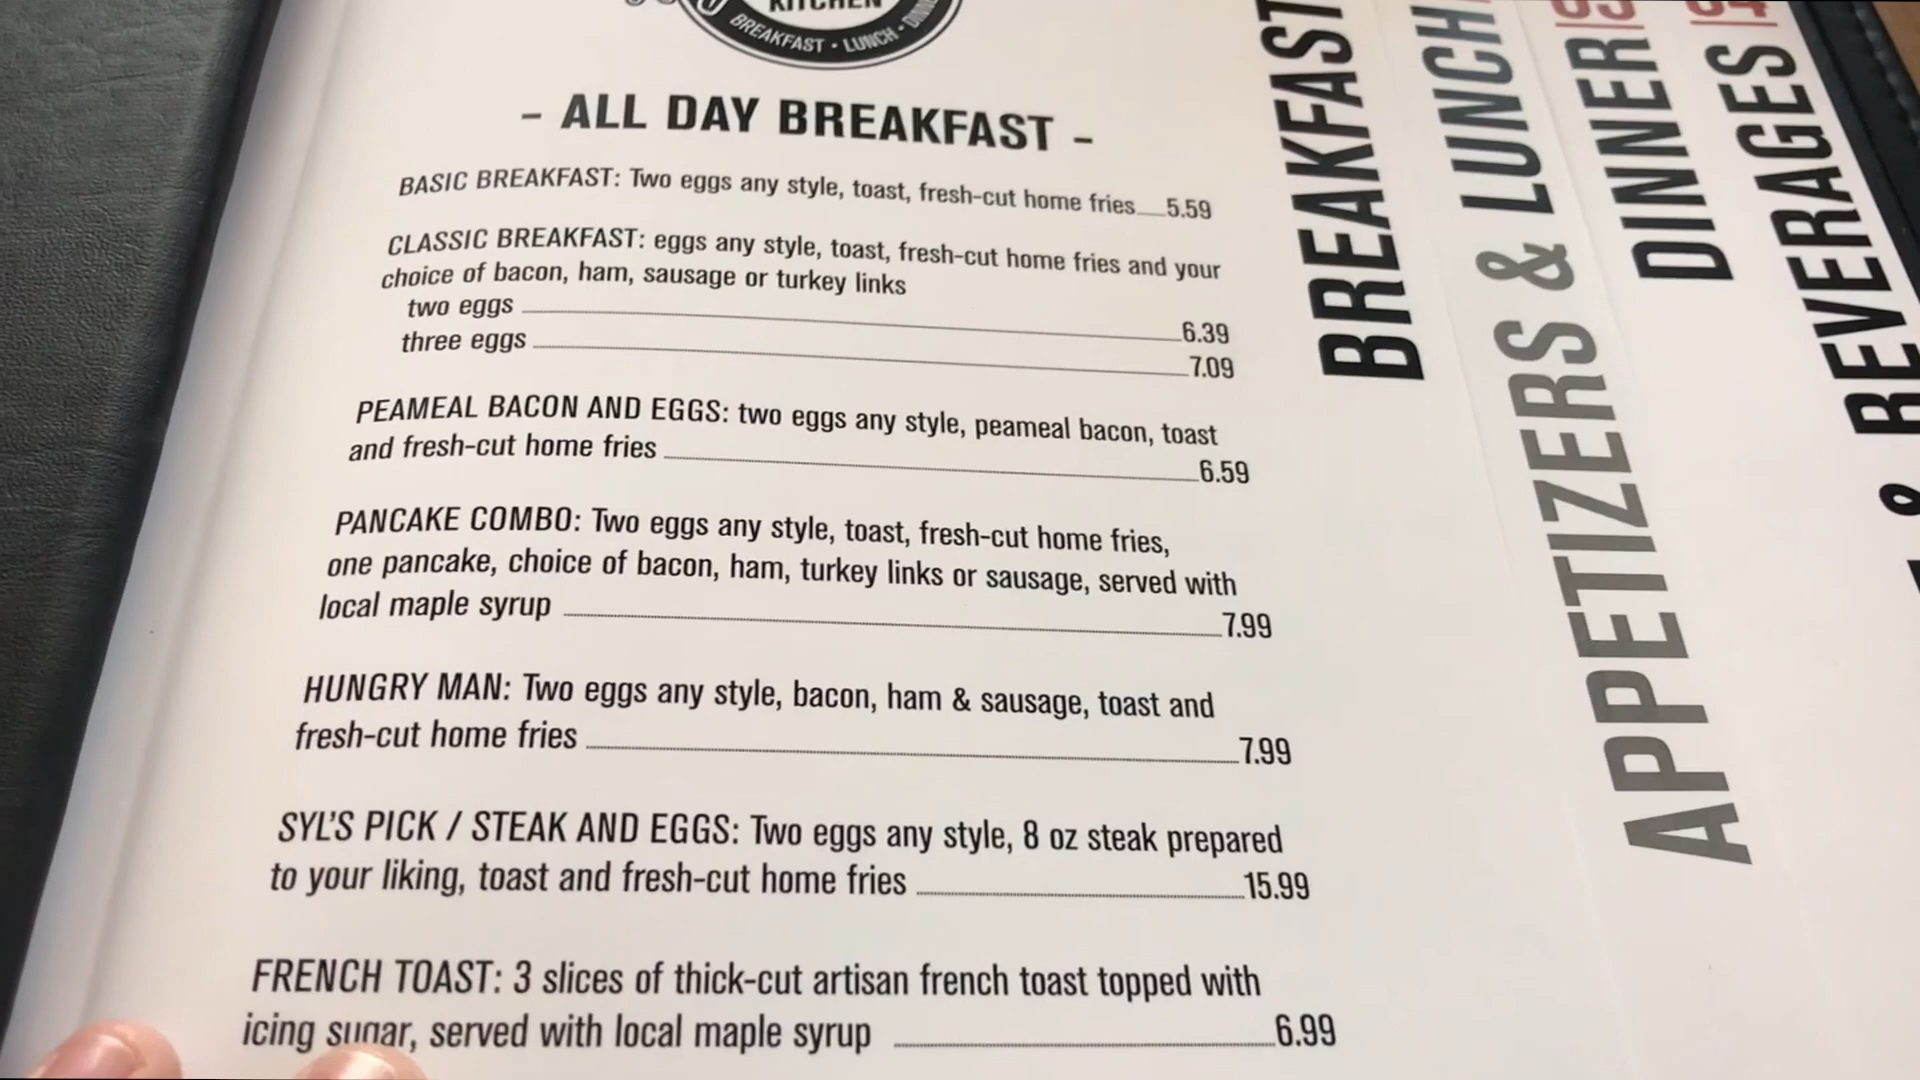 KITCHEN
BREAKFAST • LUNCH •
- ALL DAY BREAKFAST -
BASIC BREAKFAST: Two eggs any style, toast, fresh-cut home fries 5.59
CLASSIC BREAKFAST: eggs any style, toast, fresh-cut home fries and your
choice of bacon, ham, sausage or turkey links
two eggs 6.39
three eggs 7.09
PEAMEAL BACON AND EGGS: two eggs any style, peameal bacon, toast
and fresh-cut home fries 6.59
PANCAKE COMBO: Two eggs any style, toast, fresh-cut home fries,
one pancake, choice of bacon, ham, turkey links or sausage, served with
local maple syrup 7.99
HUNGRY MAN: Two eggs any style, bacon, ham & sausage, toast and
fresh-cut home fries 7.99
SYL'S PICK / STEAK AND EGGS: Two eggs any style, 8 oz steak prepared
to your liking, toast and fresh-cut home fries 15.99
FRENCH TOAST: 3 slices of thick-cut artisan french toast topped with
icing sugar, served with local maple syrup 6.99
BREAKFAST
APPETIZERS & LUNCH
DINNER
& BEVERAGES